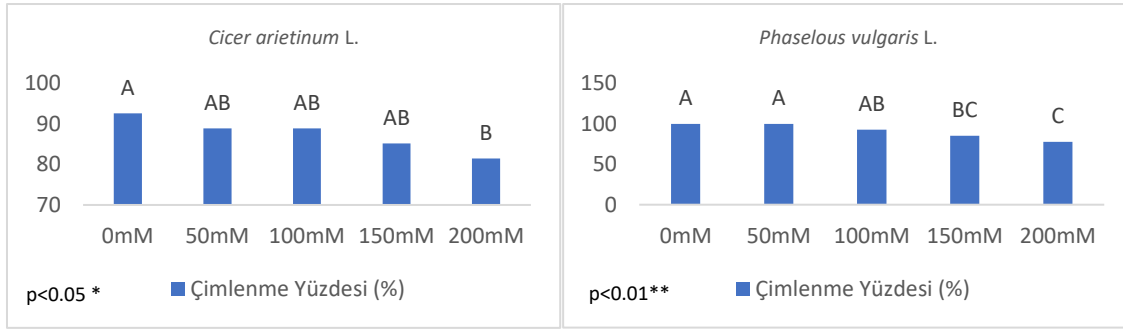 Cicer arietinum L.
100
90
80
70
A
AB
AB
AB
B
0mM 50mM 100mM 150mM 200mM
p<0.05 *
Çimlenme Yüzdesi (%)
Phaselous vulgaris L.
150
100
50
0
A
A
AB
BC
C
0mM 50mM 100mM 150mM 200mM
p<0.01**
Çimlenme Yüzdesi (%)